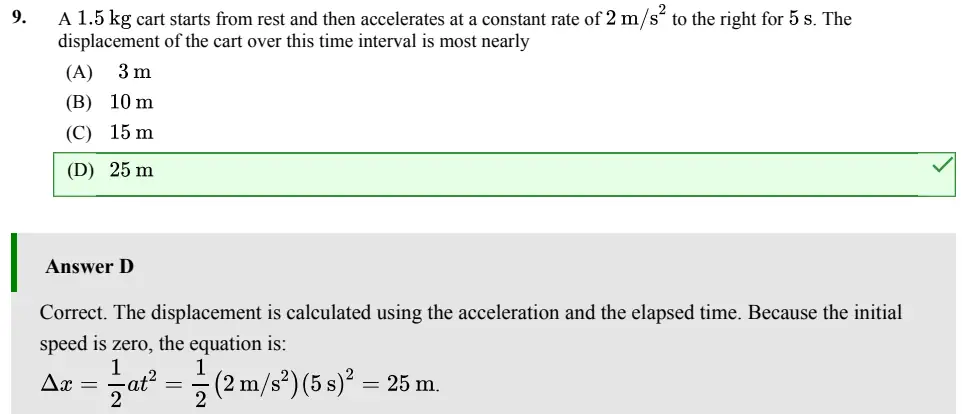 9. A 1.5 kg cart starts from rest and then accelerates at a constant rate of 2 m/s² to the right for 5 s. The
displacement of the cart over this time interval is most nearly
(A) 3 m
(B) 10 m
(C) 15 m
(D) 25 m
Answer D
Correct. The displacement is calculated using the acceleration and the elapsed time. Because the initial
speed is zero, the equation is:
Δx = 1/2 at² = 1/2 (2 m/s²)(5 s)² = 25 m.